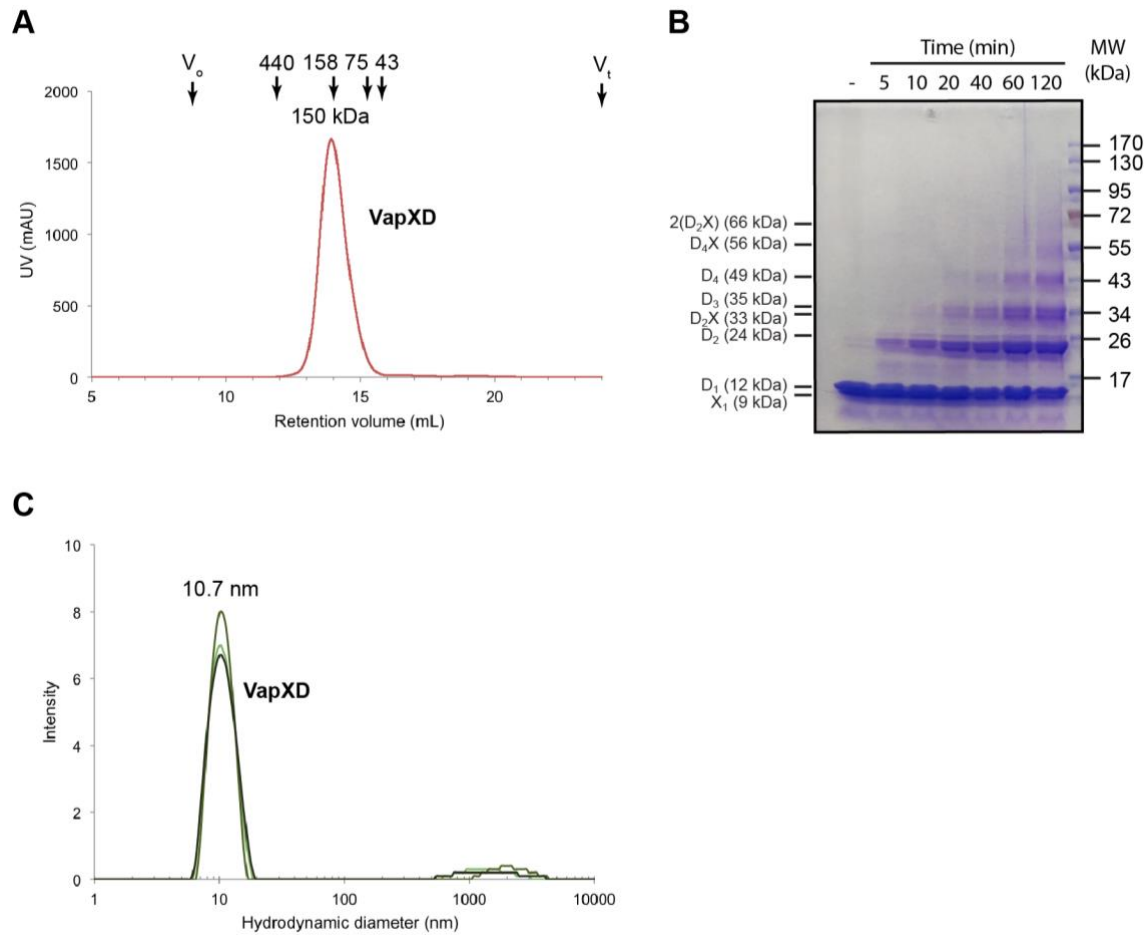 A
Vo 440 158 75 43 Vt
150 kDa
VapXD
2000
1500
1000
500
0
UV (mAU)
5 10 15 20
Retention volume (mL)
B
Time (min)
MW
(kDa)
- 5 10 20 40 60 120
170
130
95
72
55
43
34
26
17
2(D2X) (66 kDa)
D4X (56 kDa)
D4 (49 kDa)
D3 (35 kDa)
D2X (33 kDa)
D2 (24 kDa)
D1 (12 kDa)
X1 (9 kDa)
C
10.7 nm
VapXD
10
8
6
4
2
0
Intensity
1 10 100 1000 10000
Hydrodynamic diameter (nm)